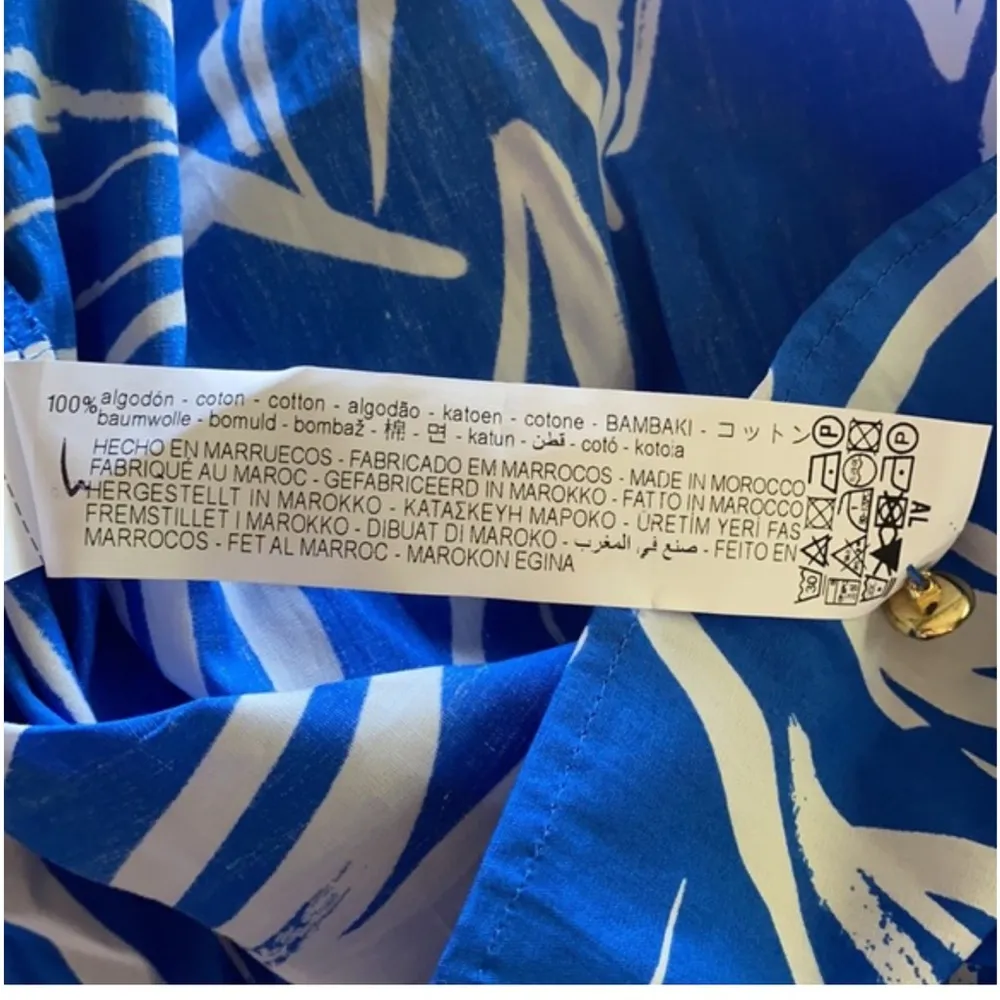 100% algodón - coton - cotton - algodão - katoen - cotone - BAMBAKI - コットン
baumwolle - bomuld - bombaž - 棉 - 면 - katun - قطن - cotó - kotoia
HECHO EN MARRUECOS - FABRICADO EM MARROCOS - MADE IN MOROCCO
FABRIQUÉ AU MAROC - GEFABRICEERD IN MAROKKO - FATTO IN MAROCCO
HERGESTELLT IN MAROKKO - ΚΑΤΑΣΚΕΥΗ ΜΑΡΟΚΟ - ÜRETİM YERİ FAS
FREMSTILLET I MAROKKO - DIBUAT DI MAROKO - صنع في المغرب - FEITO EN
MARROCOS - FET AL MARROC - MAROKON EGINA
P
P
AL